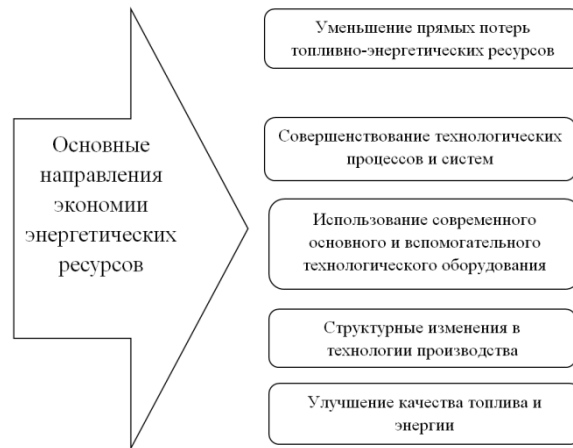 Основные
направления
экономии
энергетических
ресурсов
Уменьшение прямых потерь
топливно-энергетических ресурсов
Совершенствование технологических
процессов и систем
Использование современного
основного и вспомогательного
технологического оборудования
Структурные изменения в
технологии производства
Улучшение качества топлива и
энергии